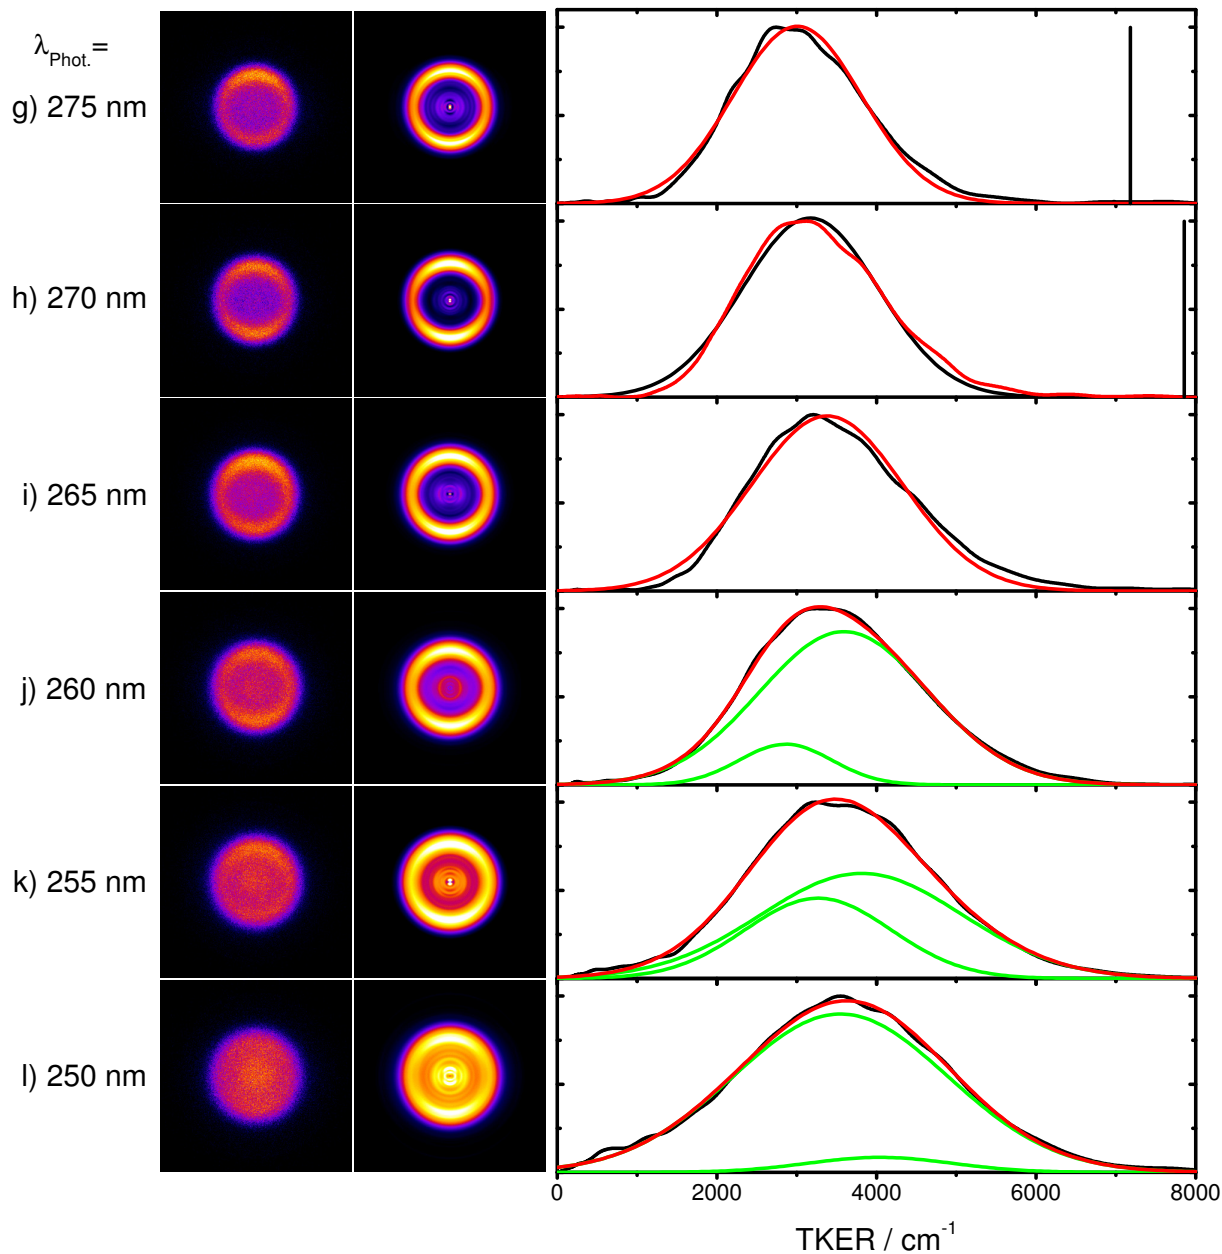 λPhot.=
g) 275 nm
h) 270 nm
i) 265 nm
j) 260 nm
k) 255 nm
l) 250 nm
0 2000 4000 6000 8000
TKER / cm⁻¹